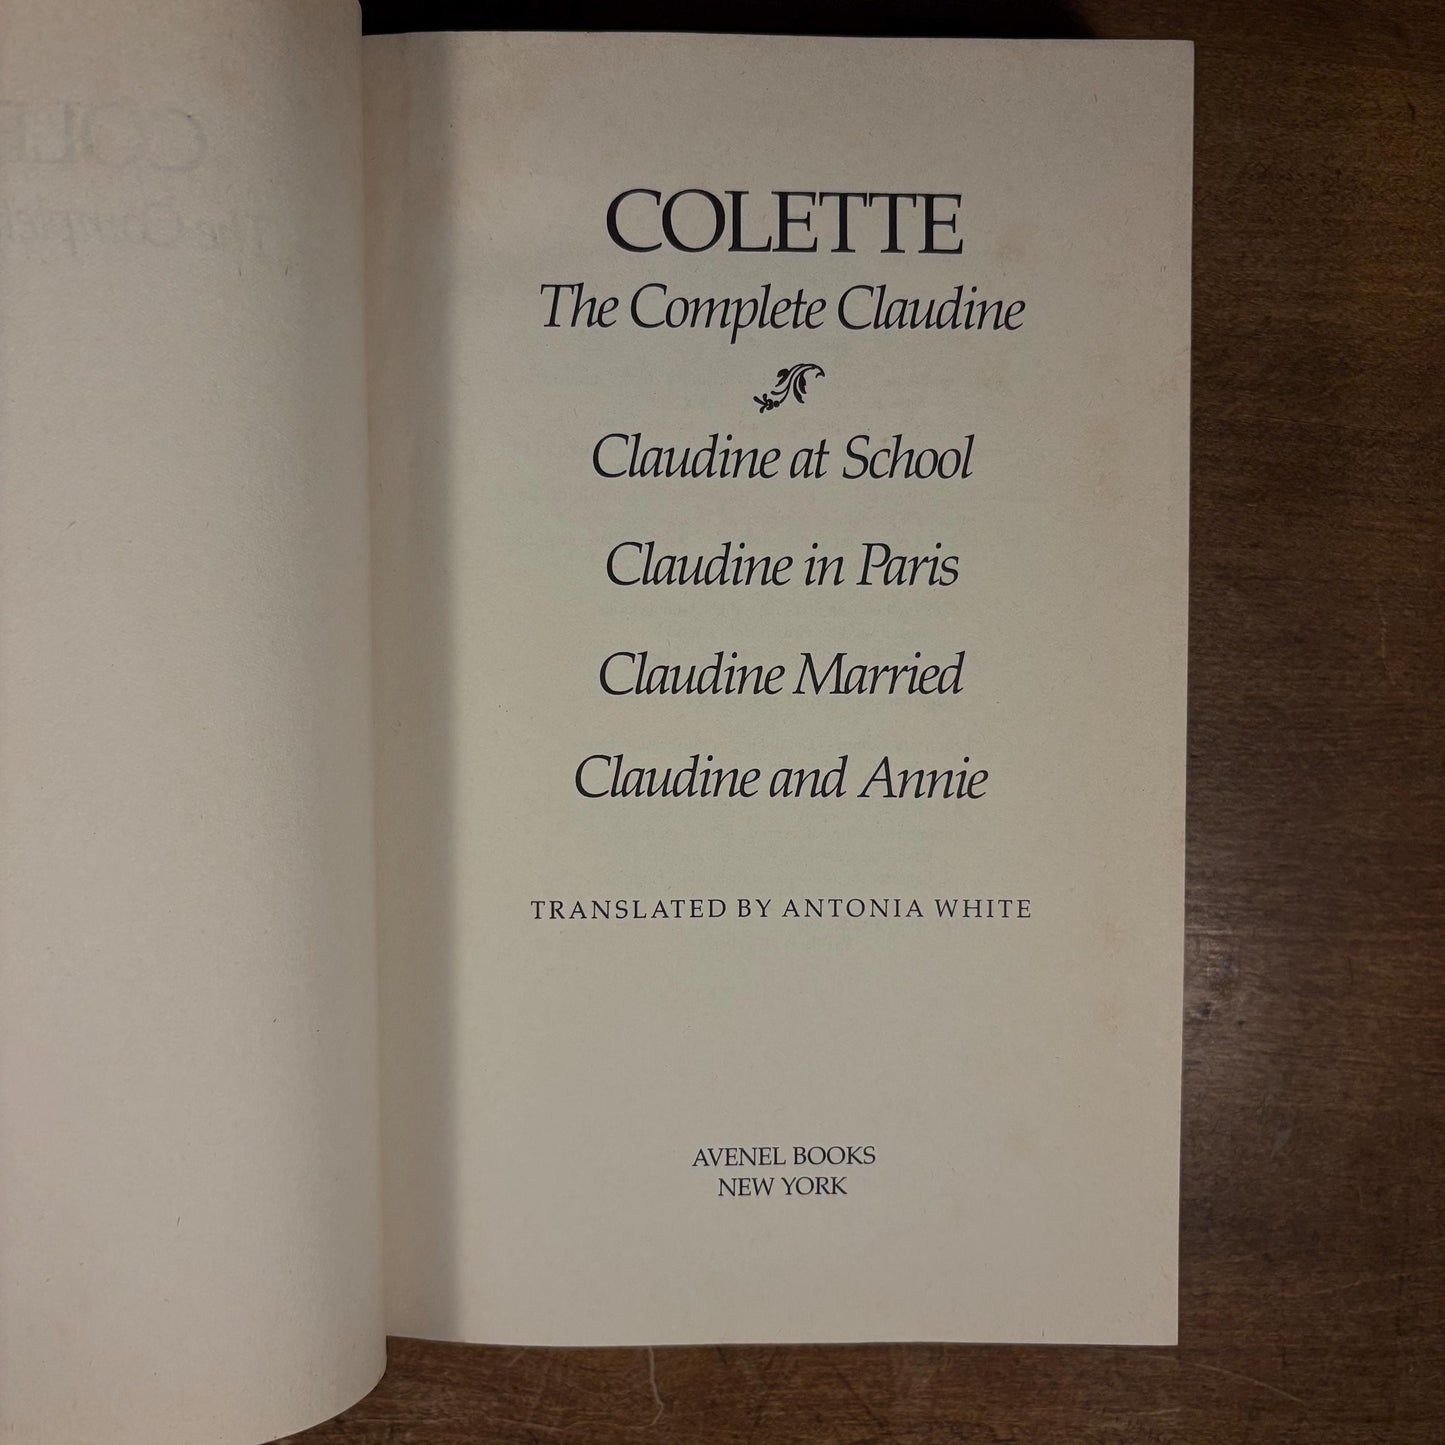 COLETTE
The Complete Claudine
Claudine at School
Claudine in Paris
Claudine Married
Claudine and Annie
TRANSLATED BY ANTONIA WHITE
AVENEL BOOKS
NEW YORK